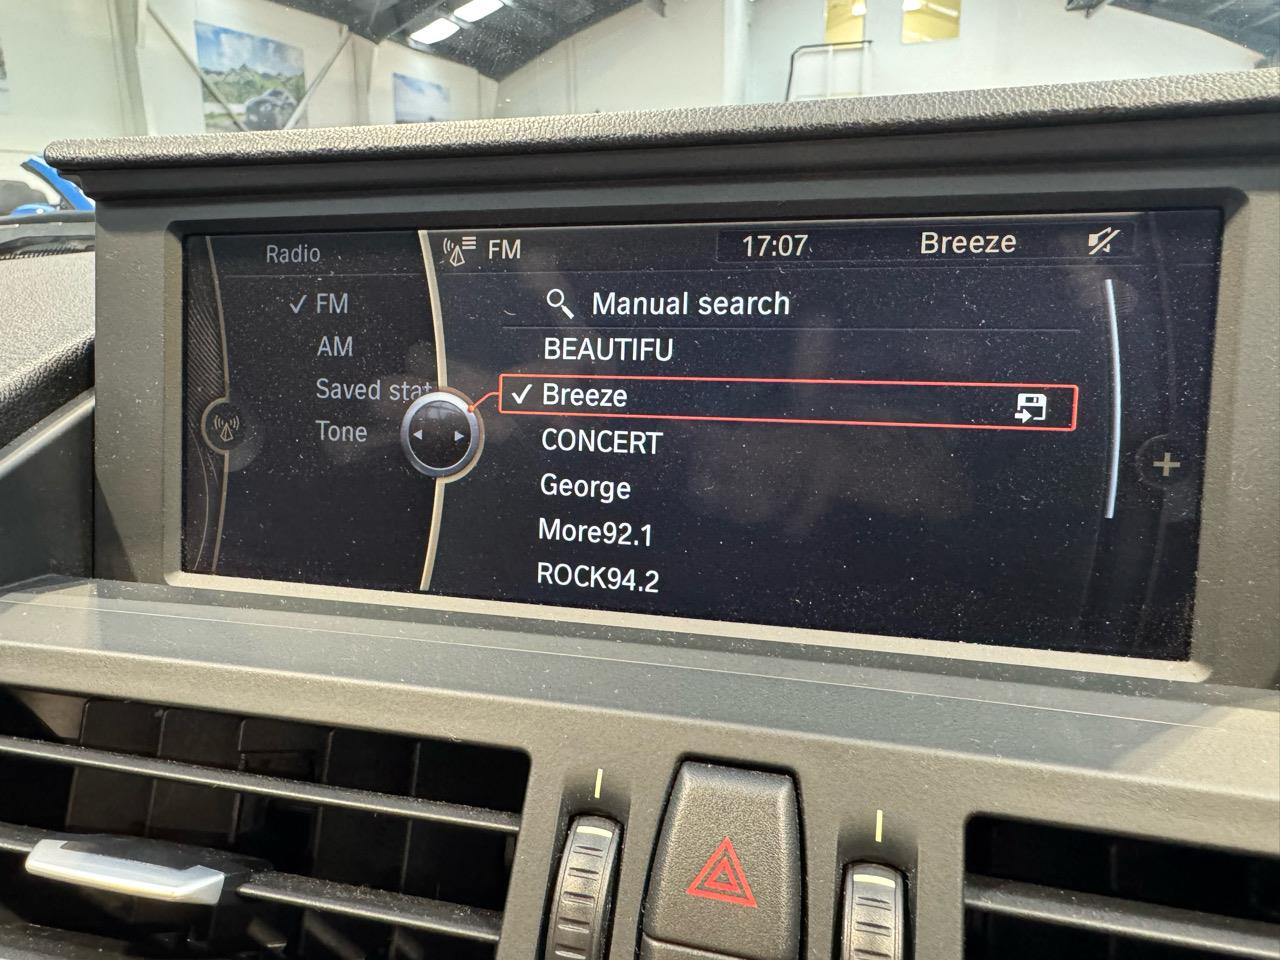 Radio
FM
AM
Saved stat
Tone
FM 17:07 Breeze
Manual search
BEAUTIFU
Breeze
CONCERT
George
More92.1
ROCK94.2